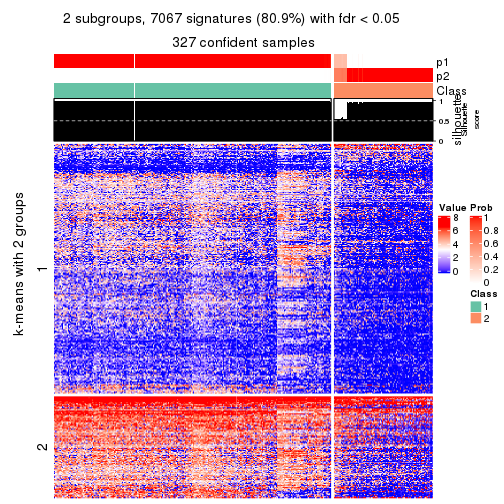 2 subgroups, 7067 signatures (80.9%) with fdr < 0.05
327 confident samples
p1
p2
Class
1
0.5
0
silhouette
Silhouette
score
k-means with 2 groups
1
2
Value
8
6
4
2
0
Prob
1
0.8
0.6
0.4
0.2
0
Class
1
2